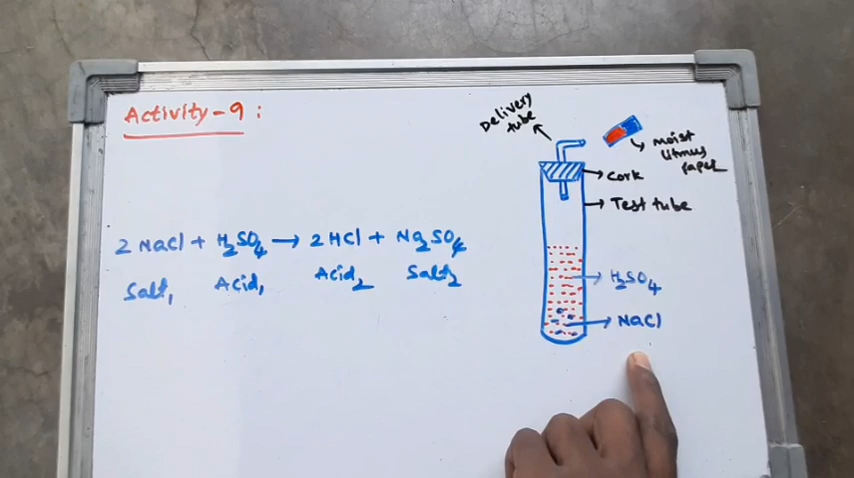 Activity-9:
2 NaCl + H₂SO₄ → 2 HCl + Na₂SO₄
Salt₁ Acid₁ Acid₂ Salt₂
Delivery
tube
moist
litmus
paper
cork
Test tube
H₂SO₄
NaCl